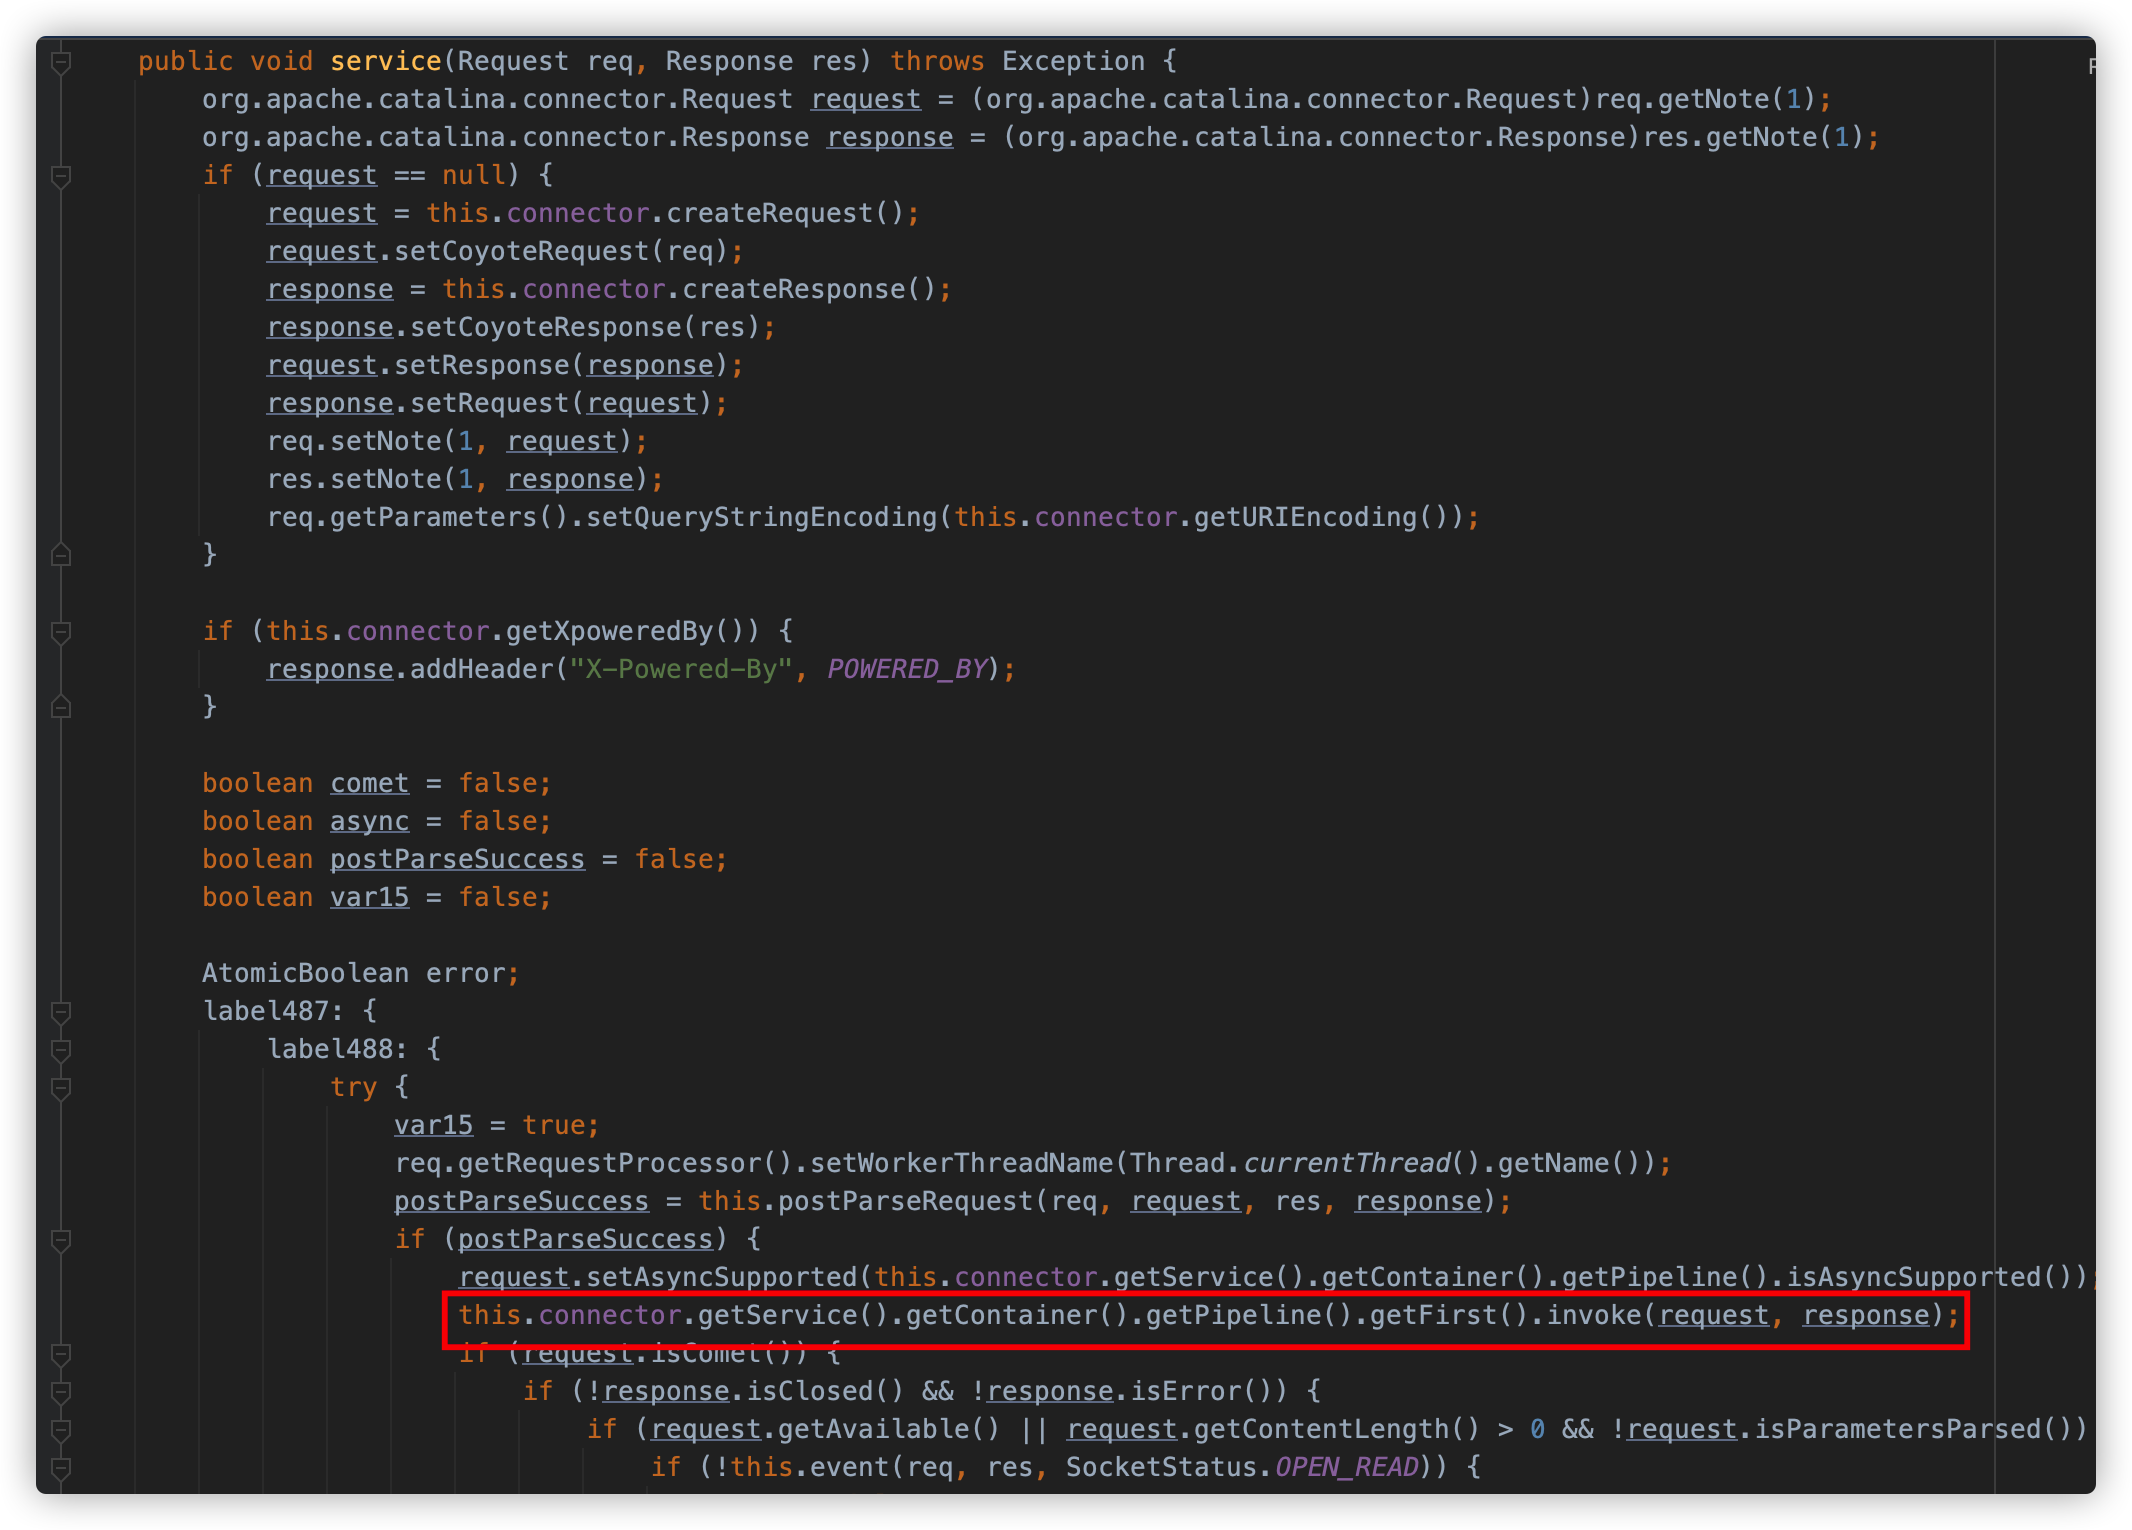 public void service(Request req, Response res) throws Exception {
org.apache.catalina.connector.Request request = (org.apache.catalina.connector.Request)req.getNote(1);
org.apache.catalina.connector.Response response = (org.apache.catalina.connector.Response)res.getNote(1);
if (request == null) {
request = this.connector.createRequest();
request.setCoyoteRequest(req);
response = this.connector.createResponse();
response.setCoyoteResponse(res);
request.setResponse(response);
response.setRequest(request);
req.setNote(1, request);
res.setNote(1, response);
req.getParameters().setQueryStringEncoding(this.connector.getURIEncoding());
}
if (this.connector.getXpoweredBy()) {
response.addHeader("X-Powered-By", POWERED_BY);
}
boolean comet = false;
boolean async = false;
boolean postParseSuccess = false;
boolean var15 = false;
AtomicBoolean error;
label487: {
label488: {
try {
var15 = true;
req.getRequestProcessor().setWorkerThreadName(Thread.currentThread().getName());
postParseSuccess = this.postParseRequest(req, request, res, response);
if (postParseSuccess) {
request.setAsyncSupported(this.connector.getService().getContainer().getPipeline().isAsyncSupported());
this.connector.getService().getContainer().getPipeline().getFirst().invoke(request, response);
if (request.isComet()) {
if (!response.isClosed() && !response.isError()) {
if (request.getAvailable() || request.getContentLength() > 0 && !request.isParametersParsed())
if (!this.event(req, res, SocketStatus.OPEN_READ)) {